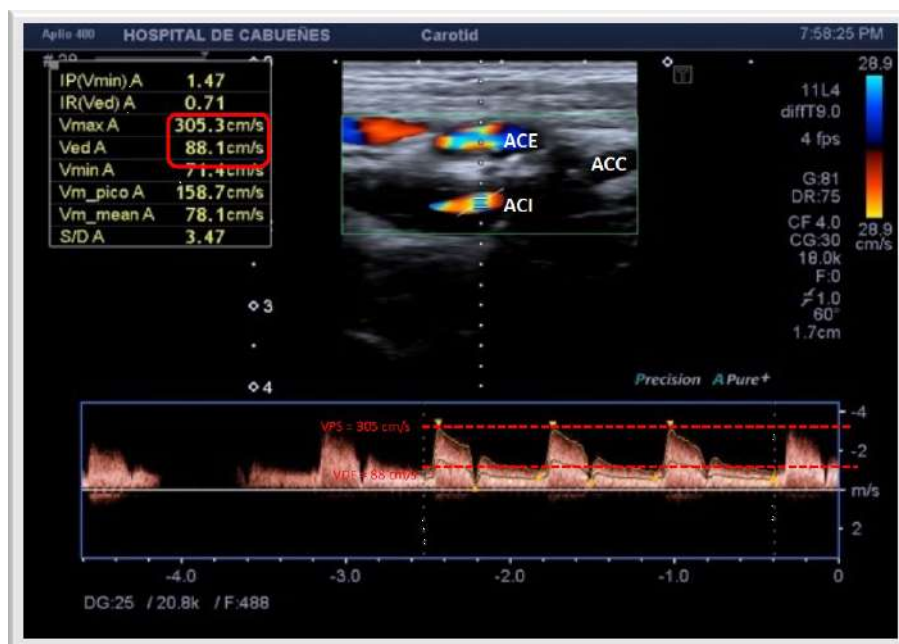 Aplio 400 HOSPITAL DE CABUEÑES Carotid 7:58:25 PM
IP(Vmin) A 1.47
IR(Ved) A 0.71
Vmax A 305.3cm/s
Ved A 88.1cm/s
Vmin A 71.4cm/s
Vm_pico A 158.7cm/s
Vm_mean A 78.1cm/s
S/D A 3.47
ACE
ACC
ACI
3
4
28.9
28.9
cm/s
11L4
diffT9.0
4 fps
G:81
DR:75
CF 4.0
CG:30
18.0k
F:0
1.0
60°
1.7cm
Precision APure+
VPS = 305 cm/s
VDF = 88 cm/s
-4
-2
m/s
2
-4.0 -3.0 -2.0 -1.0 0
DG:25 / 20.8k / F:488